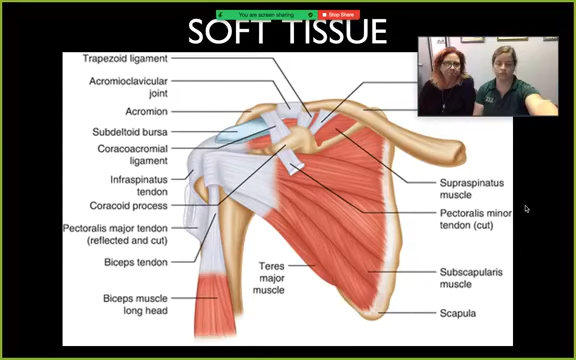 You are screen sharing
Stop Share
SOFT TISSUE
Trapezoid ligament
Acromioclavicular
joint
Acromion
Subdeltoid bursa
Coracoacromial
ligament
Infraspinatus
tendon
Coracoid process
Pectoralis major tendon
(reflected and cut)
Biceps tendon
Biceps muscle
long head
Teres
major
muscle
Supraspinatus
muscle
Pectoralis minor
tendon (cut)
Subscapularis
muscle
Scapula